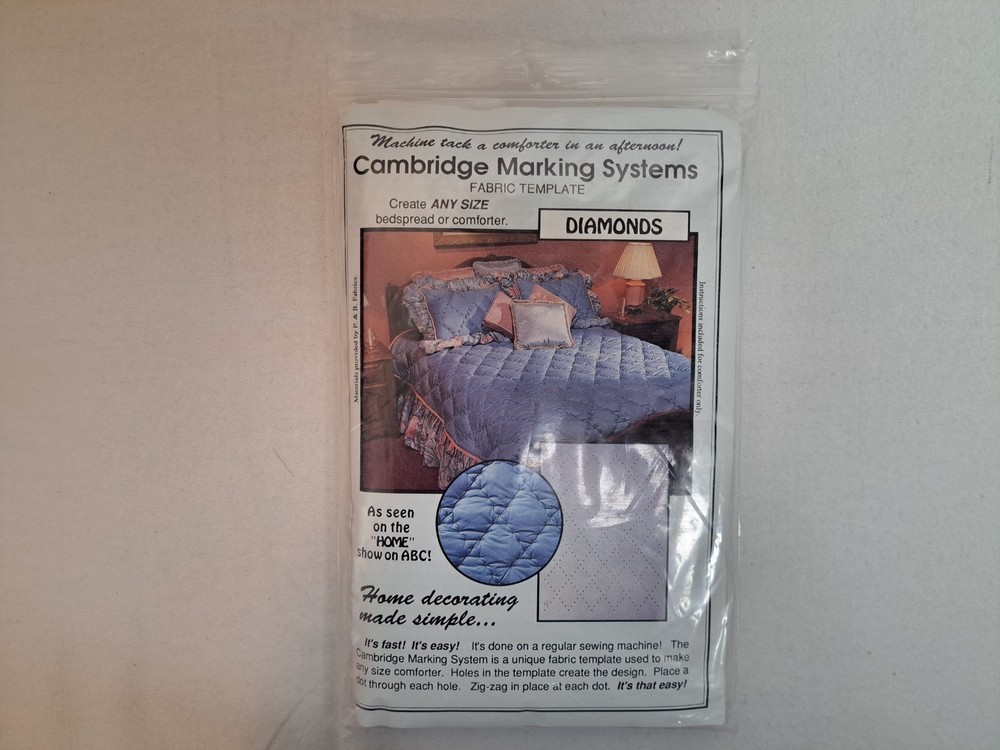 Machine tack a comforter in an afternoon!
Cambridge Marking Systems
FABRIC TEMPLATE
Create ANY SIZE
bedspread or comforter.
DIAMONDS
Materials provided by P. & B. Fabrics.
Instructions included for comforter only.
As seen
on the
"HOME"
show on ABC!
Home decorating
made simple...
It's fast! It's easy! It's done on a regular sewing machine! The
Cambridge Marking System is a unique fabric template used to make
any size comforter. Holes in the template create the design. Place a
dot through each hole. Zig-zag in place at each dot. It's that easy!